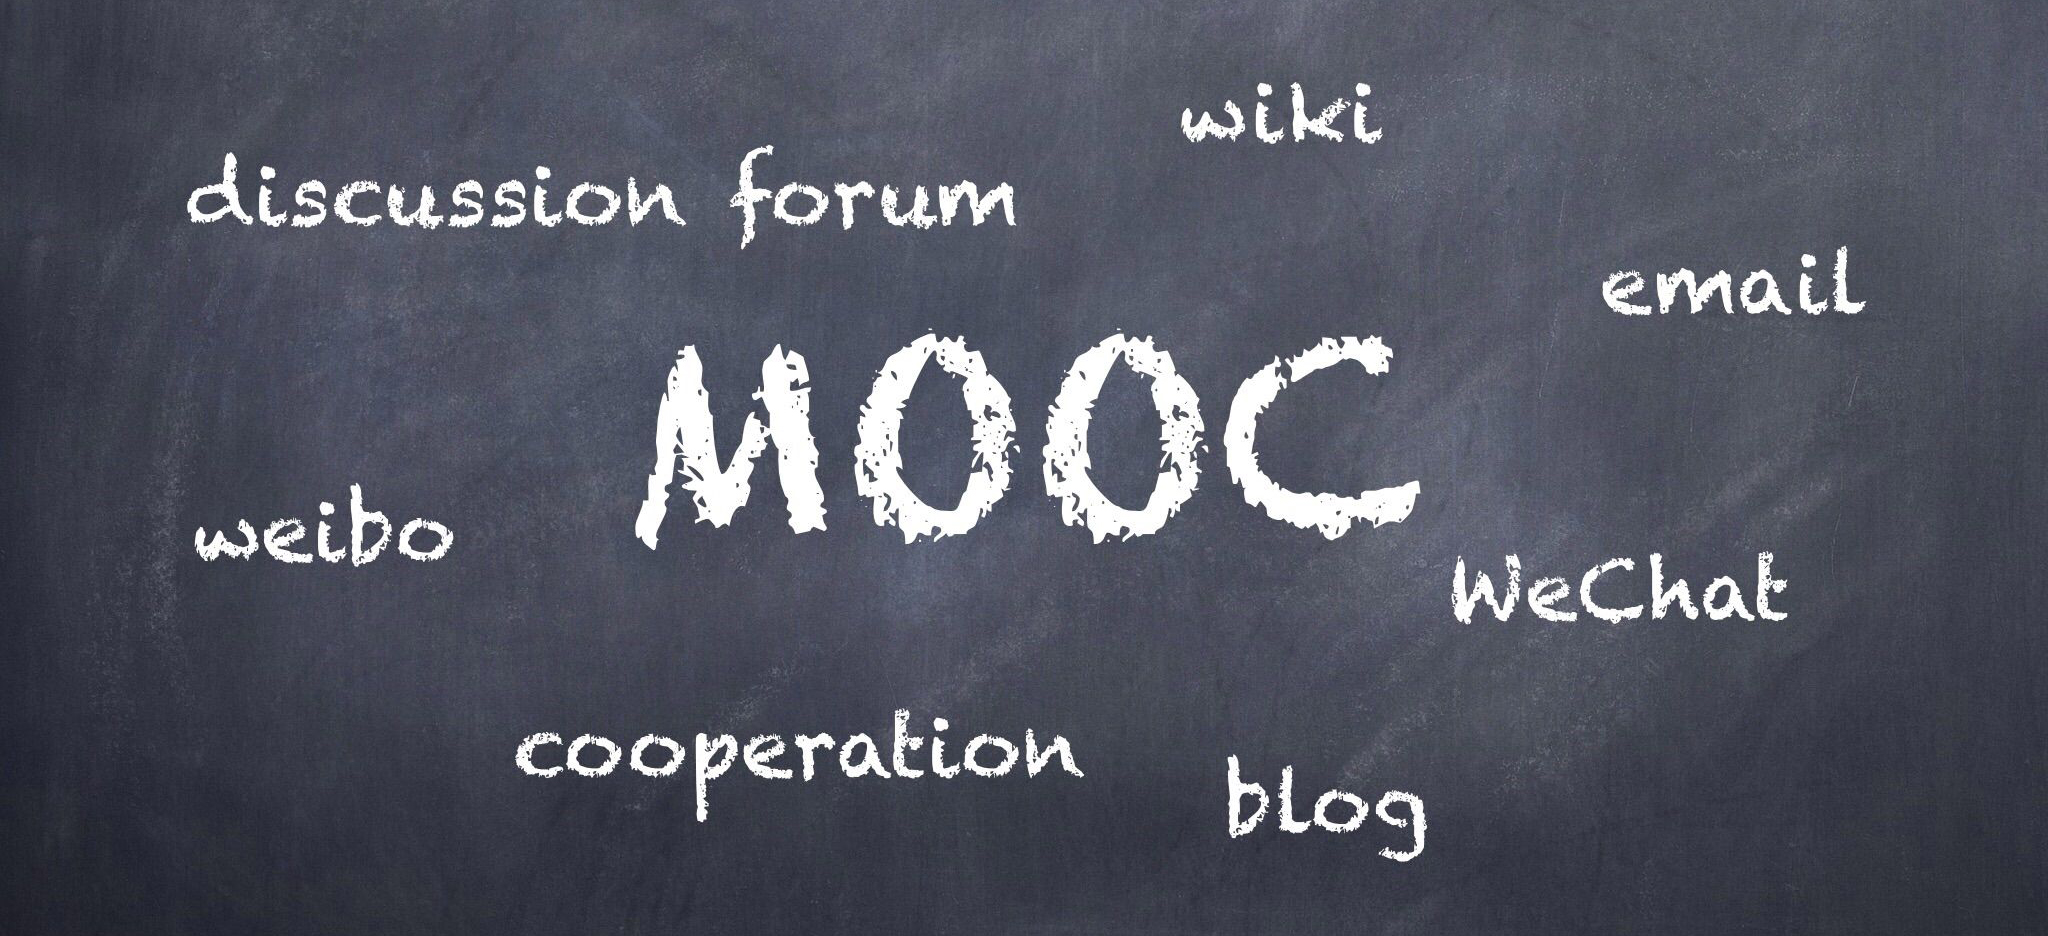 wiki
discussion forum
email
MOOC
weibo
WeChat
cooperation
blog